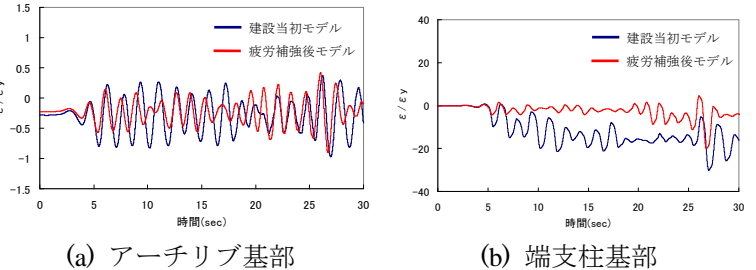 1.5
1
0.5
0
−0.5
−1
−1.5
ε/εy
建設当初モデル
疲労補強後モデル
0 5 10 15 20 25 30
時間(sec)
(a) アーチリブ基部
40
20
0
−20
−40
ε/εy
建設当初モデル
疲労補強後モデル
0 5 10 15 20 25 30
時間(sec)
(b) 端支柱基部